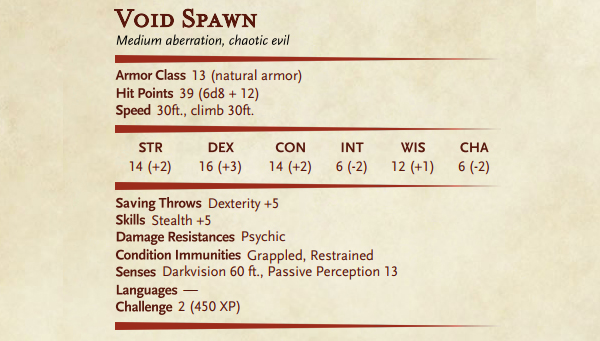 Void Spawn
Medium aberration, chaotic evil
Armor Class 13 (natural armor)
Hit Points 39 (6d8 + 12)
Speed 30ft., climb 30ft.
STR DEX CON INT WIS CHA
14 (+2) 16 (+3) 14 (+2) 6 (-2) 12 (+1) 6 (-2)
Saving Throws Dexterity +5
Skills Stealth +5
Damage Resistances Psychic
Condition Immunities Grappled, Restrained
Senses Darkvision 60 ft., Passive Perception 13
Languages —
Challenge 2 (450 XP)